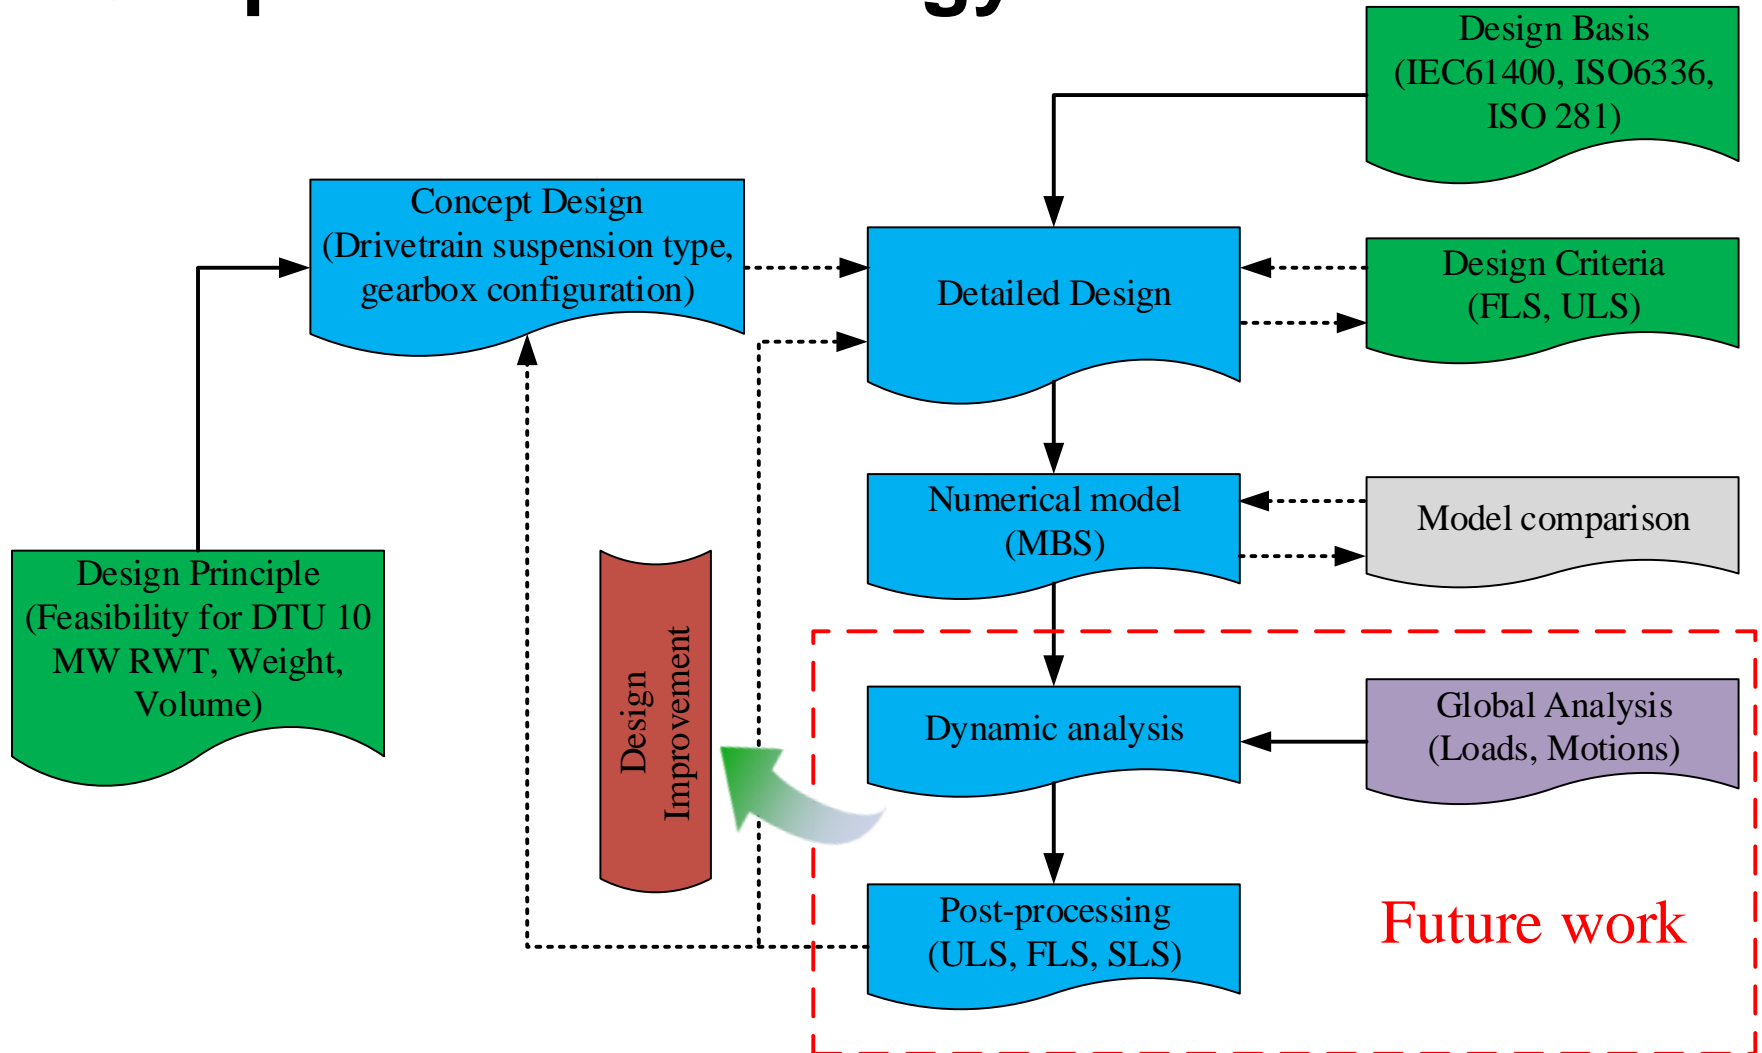 Design Basis
(IEC61400, ISO6336,
ISO 281)
Concept Design
(Drivetrain suspension type,
gearbox configuration)
Detailed Design
Design Criteria
(FLS, ULS)
Numerical model
(MBS)
Model comparison
Design Principle
(Feasibility for DTU 10
MW RWT, Weight,
Volume)
Design
Improvement
Dynamic analysis
Global Analysis
(Loads, Motions)
Post-processing
(ULS, FLS, SLS)
Future work